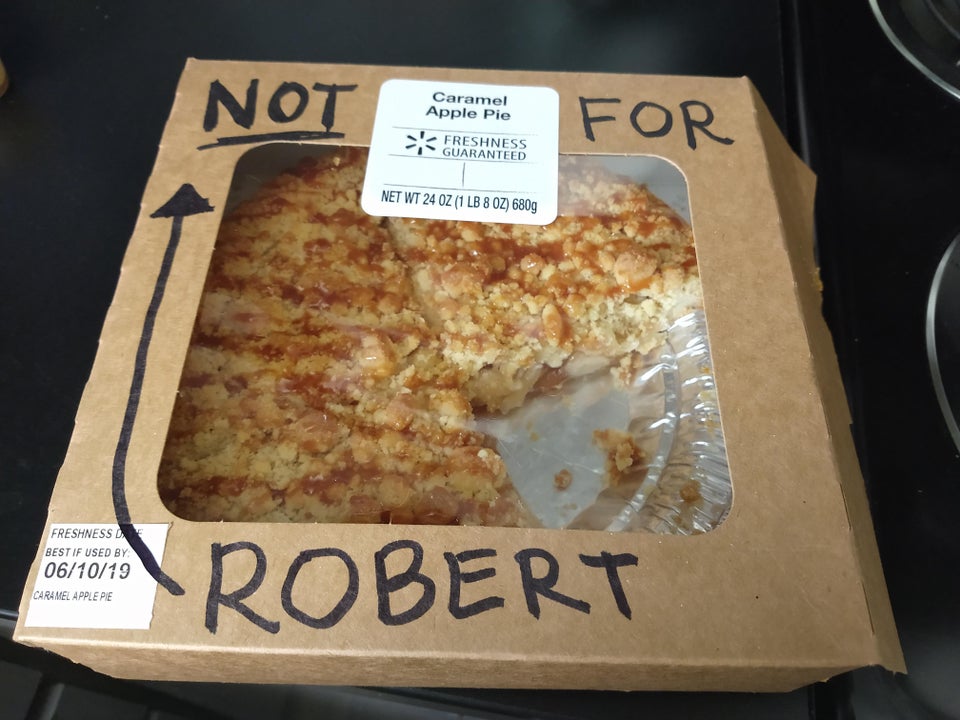 NOT FOR
Caramel
Apple Pie
FRESHNESS
GUARANTEED
NET WT 24 OZ (1 LB 8 OZ) 680g
ROBERT
FRESHNESS DATE
BEST IF USED BY:
06/10/19
CARAMEL APPLE PIE